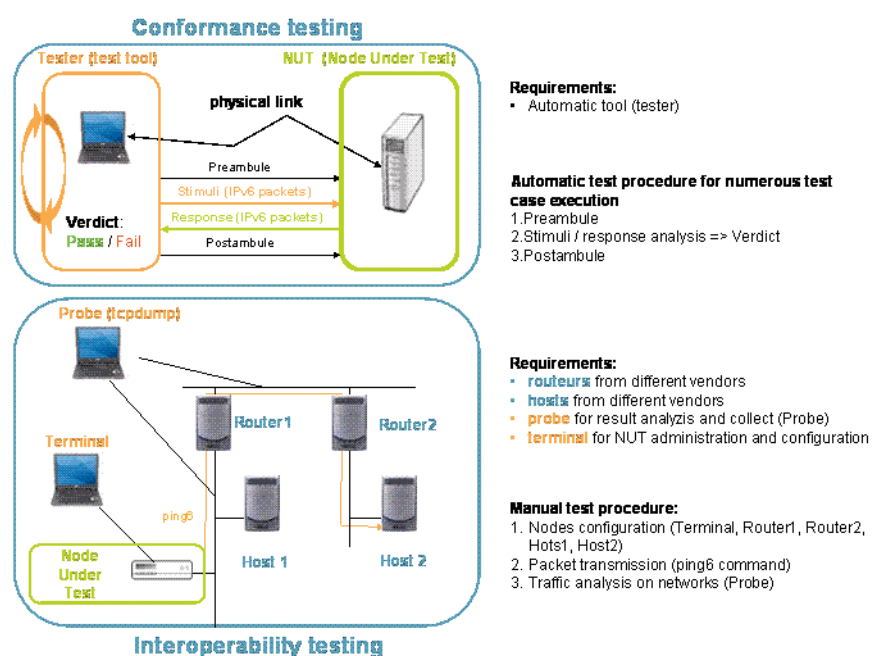 Conformance testing
Tester (test tool)
NUT (Node Under Test)
physical link
Preambule
Stimuli (IPv6 packets)
Response (IPv6 packets)
Verdict:
Pass / Fail
Postambule
Requirements:
• Automatic tool (tester)
Automatic test procedure for numerous test
case execution
1.Preambule
2.Stimuli / response analysis => Verdict
3.Postambule
Probe (tcpdump)
Router1
Router2
Terminal
ping6
Host 1
Host 2
Node
Under
Test
Interoperability testing
Requirements:
• routeurs from different vendors
• hosts from different vendors
• probe for result analyzis and collect (Probe)
• terminal for NUT administration and configuration
Manual test procedure:
1. Nodes configuration (Terminal, Router1, Router2,
Hots1, Host2)
2. Packet transmission (ping6 command)
3. Traffic analysis on networks (Probe)